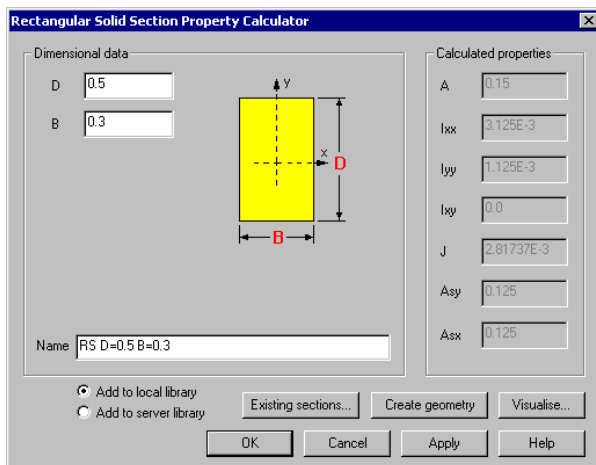 Rectangular Solid Section Property Calculator
Dimensional data
D 0.5
B 0.3
y
x
D
B
Name RS D=0.5 B=0.3
Calculated properties
A 0.15
Ixx 3.125E-3
Iyy 1.125E-3
Ixy 0.0
J 2.81737E-3
Asy 0.125
Asx 0.125
Add to local library
Add to server library
Existing sections... Create geometry Visualise...
OK Cancel Apply Help